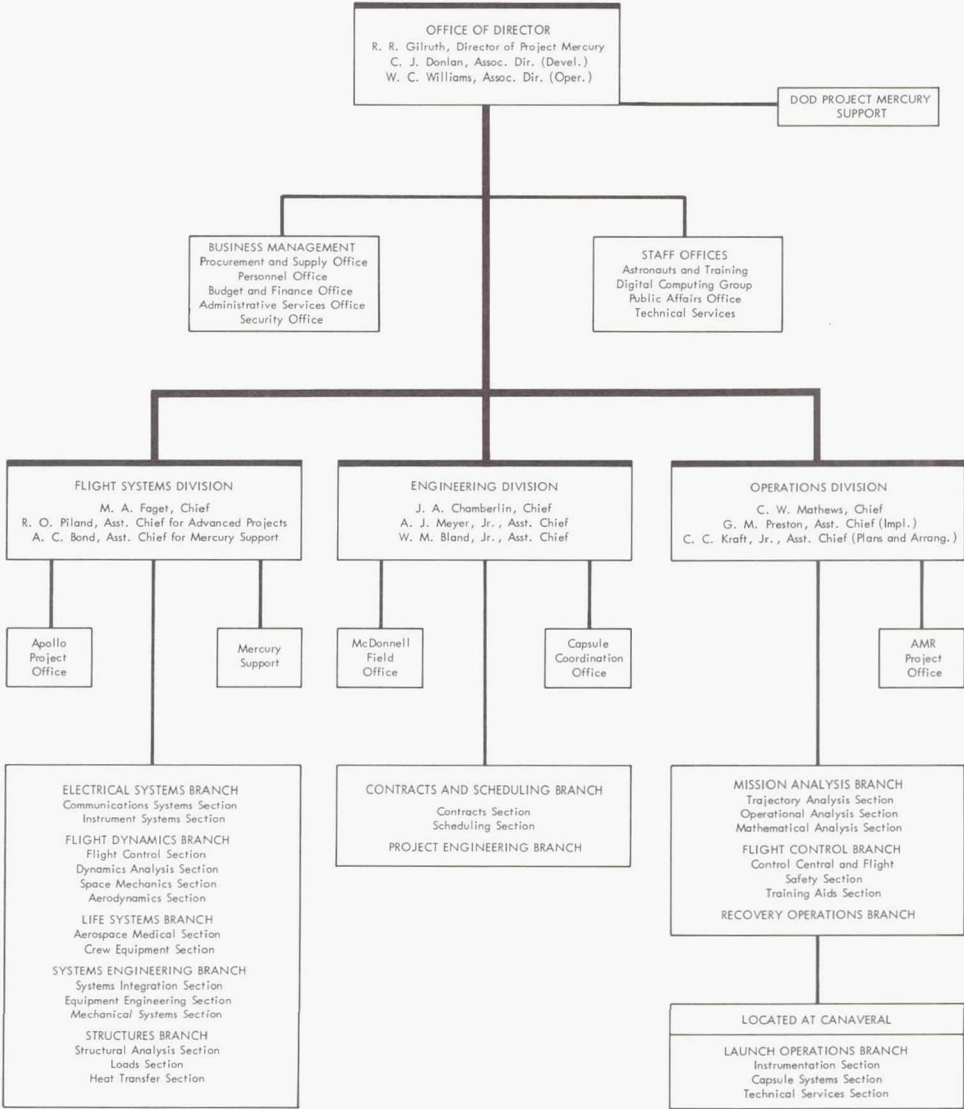 OFFICE OF DIRECTOR
R. R. Gilruth, Director of Project Mercury
C. J. Donlan, Assoc. Dir. (Devel.)
W. C. Williams, Assoc. Dir. (Oper.)
DOD PROJECT MERCURY
SUPPORT
BUSINESS MANAGEMENT
Procurement and Supply Office
Personnel Office
Budget and Finance Office
Administrative Services Office
Security Office
STAFF OFFICES
Astronauts and Training
Digital Computing Group
Public Affairs Office
Technical Services
FLIGHT SYSTEMS DIVISION
M. A. Faget, Chief
R. O. Piland, Asst. Chief for Advanced Projects
A. C. Bond, Asst. Chief for Mercury Support
ENGINEERING DIVISION
J. A. Chamberlin, Chief
A. J. Meyer, Jr., Asst. Chief
W. M. Bland, Jr., Asst. Chief
OPERATIONS DIVISION
C. W. Mathews, Chief
G. M. Preston, Asst. Chief (Impl.)
C. C. Kraft, Jr., Asst. Chief (Plans and Arrang.)
Apollo
Project
Office
Mercury
Support
McDonnell
Field
Office
Capsule
Coordination
Office
AMR
Project
Office
ELECTRICAL SYSTEMS BRANCH
Communications Systems Section
Instrument Systems Section
FLIGHT DYNAMICS BRANCH
Flight Control Section
Dynamics Analysis Section
Space Mechanics Section
Aerodynamics Section
LIFE SYSTEMS BRANCH
Aerospace Medical Section
Crew Equipment Section
SYSTEMS ENGINEERING BRANCH
Systems Integration Section
Equipment Engineering Section
Mechanical Systems Section
STRUCTURES BRANCH
Structural Analysis Section
Loads Section
Heat Transfer Section
CONTRACTS AND SCHEDULING BRANCH
Contracts Section
Scheduling Section
PROJECT ENGINEERING BRANCH
MISSION ANALYSIS BRANCH
Trajectory Analysis Section
Operational Analysis Section
Mathematical Analysis Section
FLIGHT CONTROL BRANCH
Control Central and Flight
Safety Section
Training Aids Section
RECOVERY OPERATIONS BRANCH
LOCATED AT CANAVERAL
LAUNCH OPERATIONS BRANCH
Instrumentation Section
Capsule Systems Section
Technical Services Section